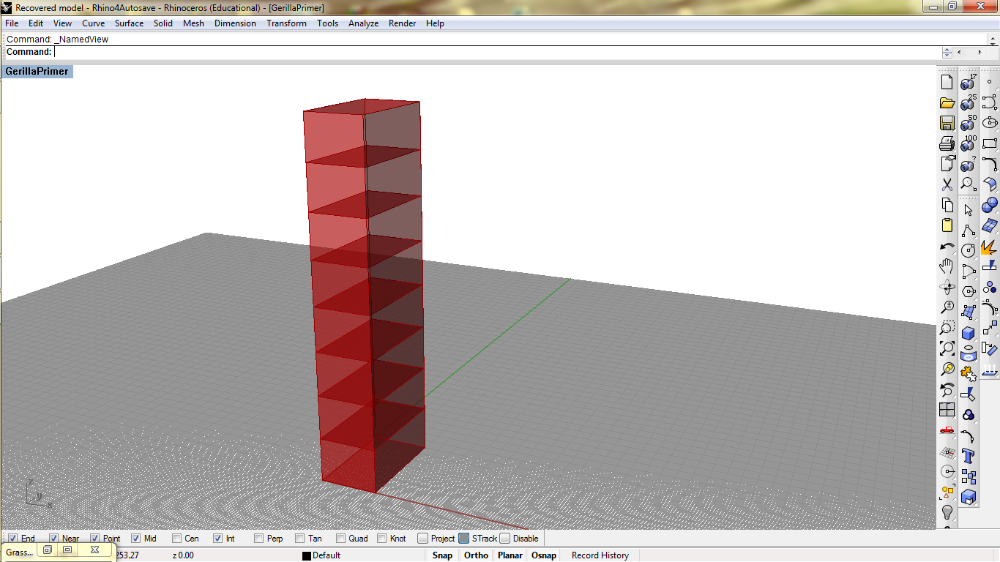 Recovered model - Rhino4Autosave - Rhinoceros (Educational) - [GerillaPrimer]
File Edit View Curve Surface Solid Mesh Dimension Transform Tools Analyze Render Help
Command: _NamedView
Command:
GerillaPrimer
17
25
50
100
?
z
y
x
End Near Point Mid Cen Int Perp Tan Quad Knot Project STrack Disable
Grass... 253.27 z 0.00 Default Snap Ortho Planar Osnap Record History